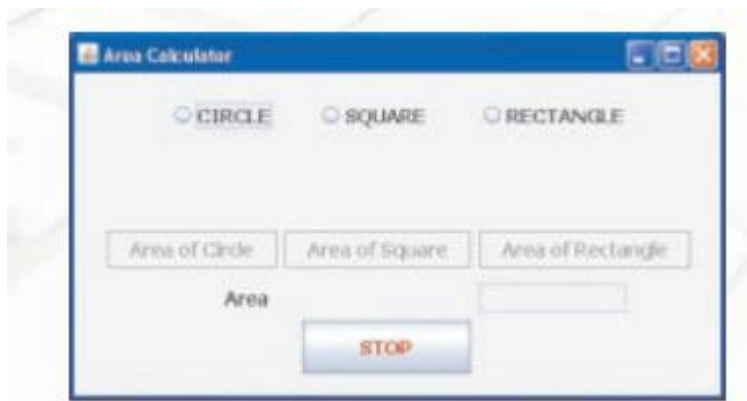 Area Calculator
CIRCLE SQUARE RECTANGLE
Area of Circle Area of Square Area of Rectangle
Area
STOP